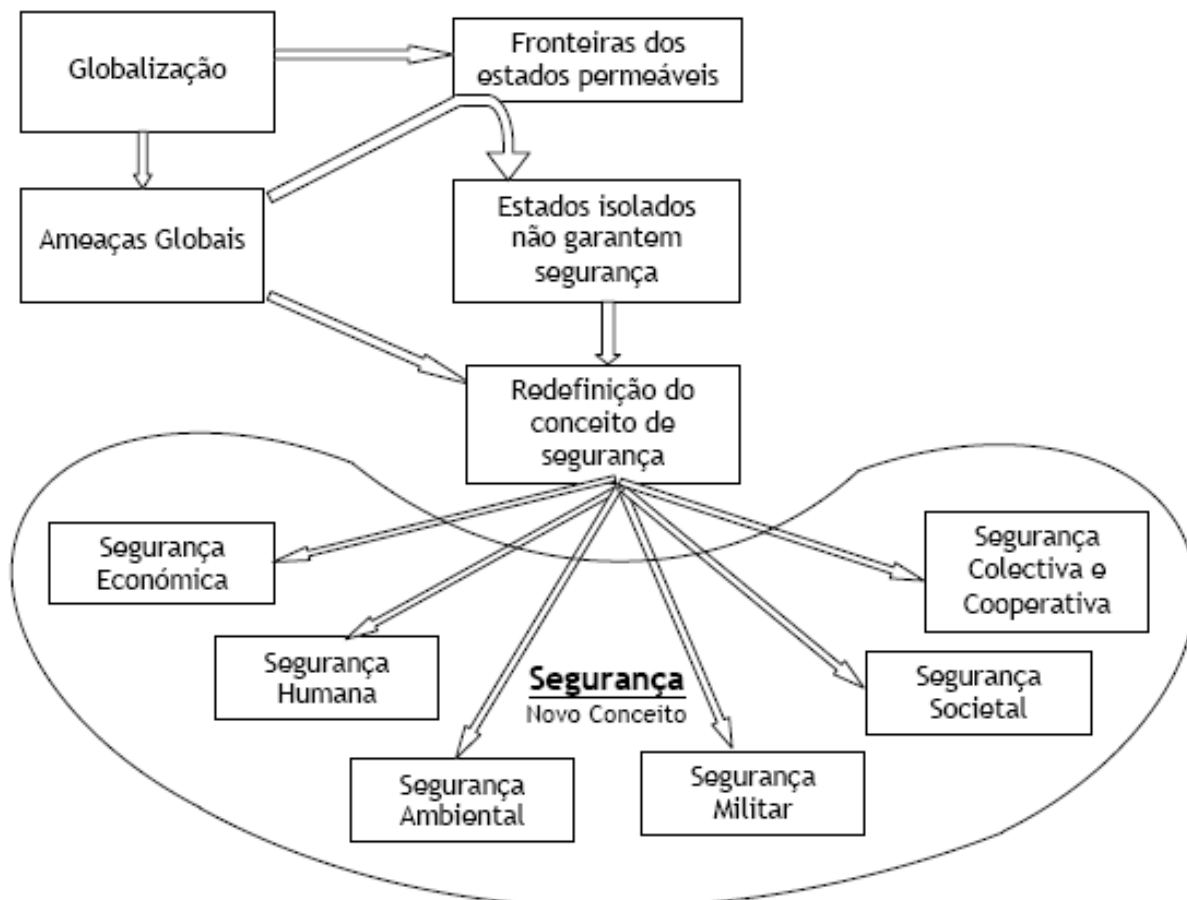 Globalização
Fronteiras dos
estados permeáveis
Ameaças Globais
Estados isolados
não garantem
segurança
Redefinição do
conceito de
segurança
Segurança
Económica
Segurança
Colectiva e
Cooperativa
Segurança
Humana
Segurança
Novo Conceito
Segurança
Societal
Segurança
Ambiental
Segurança
Militar